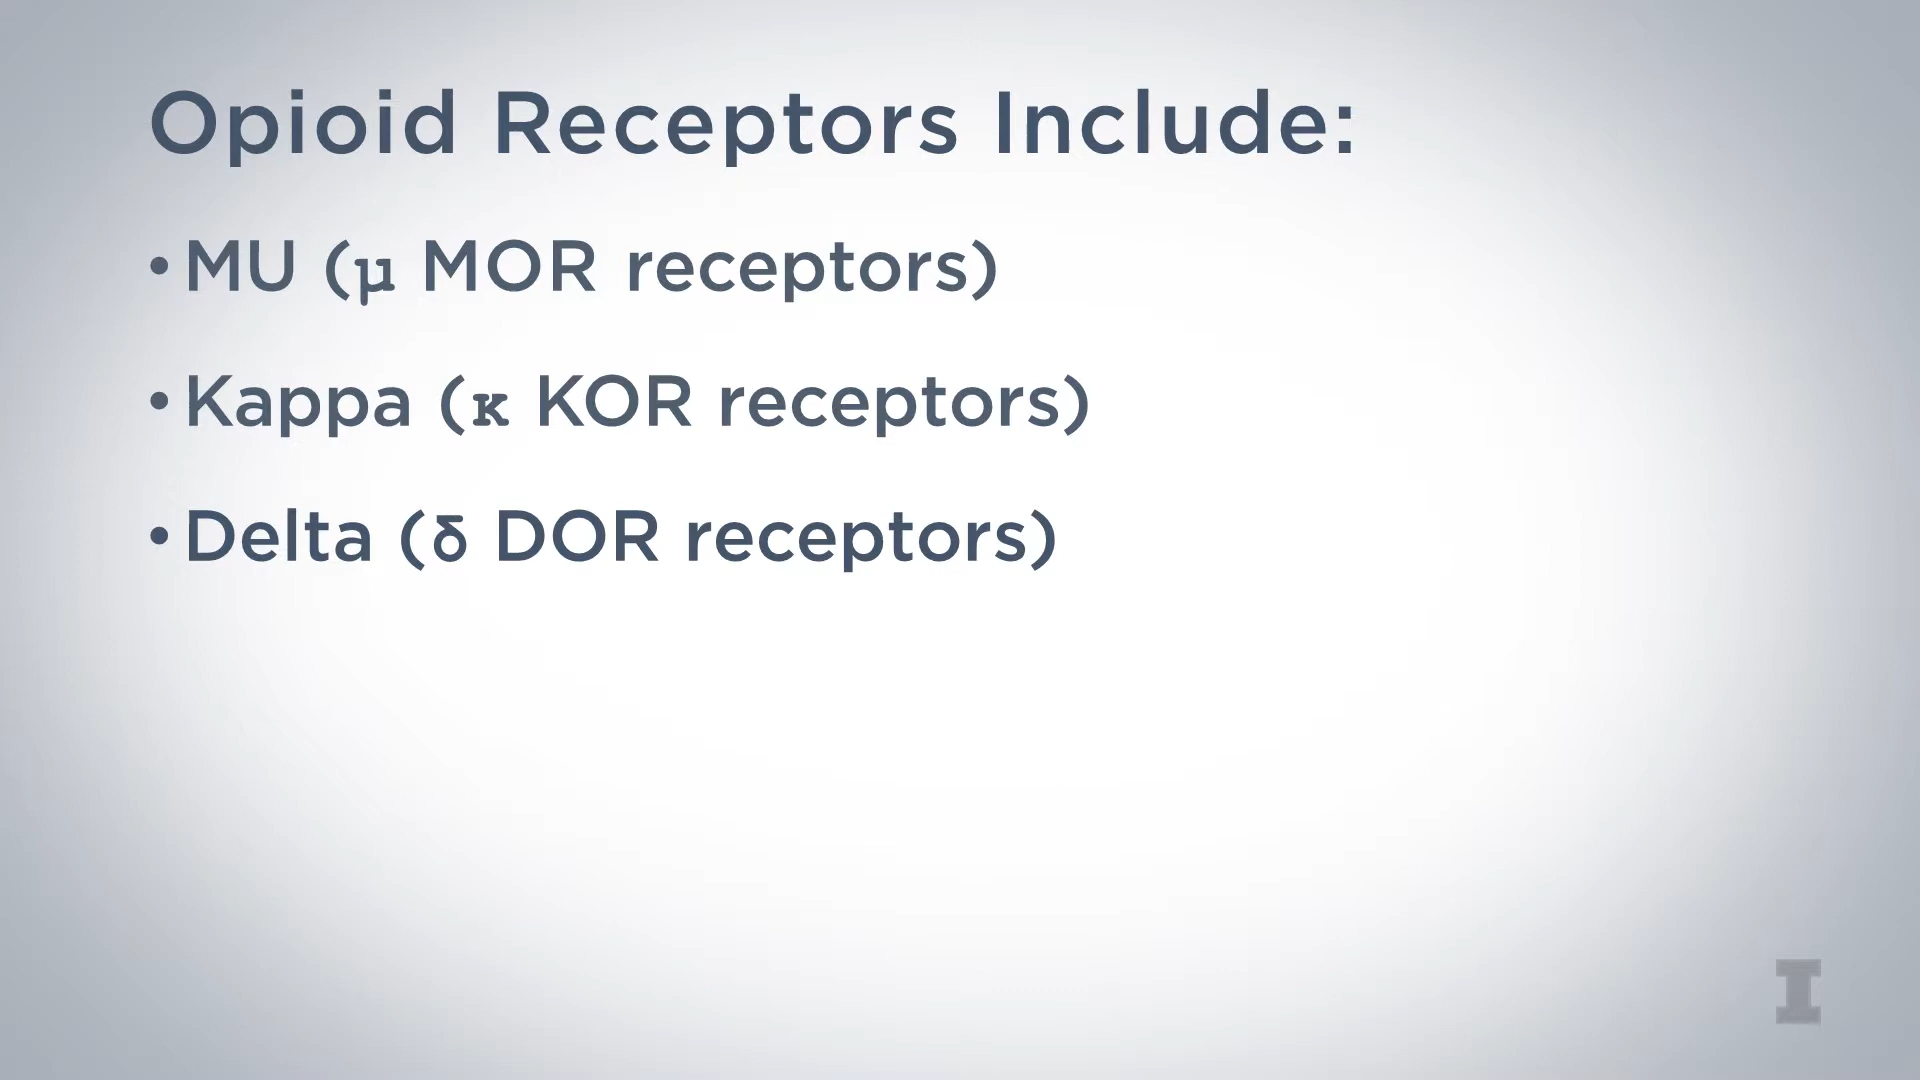 Opioid Receptors Include:
• MU (µ MOR receptors)
• Kappa (κ KOR receptors)
• Delta (δ DOR receptors)
I